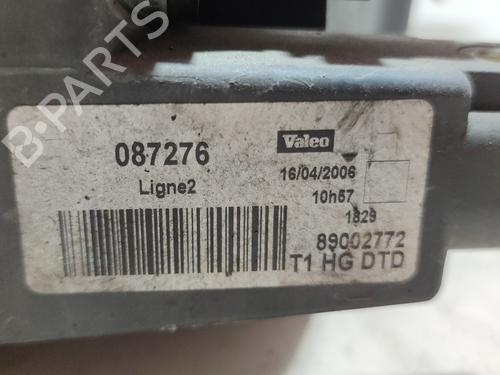 B-PARTS
087276
Ligne2
Valeo
16/04/2006
10h57
1829
89002772
T1 HG DTD